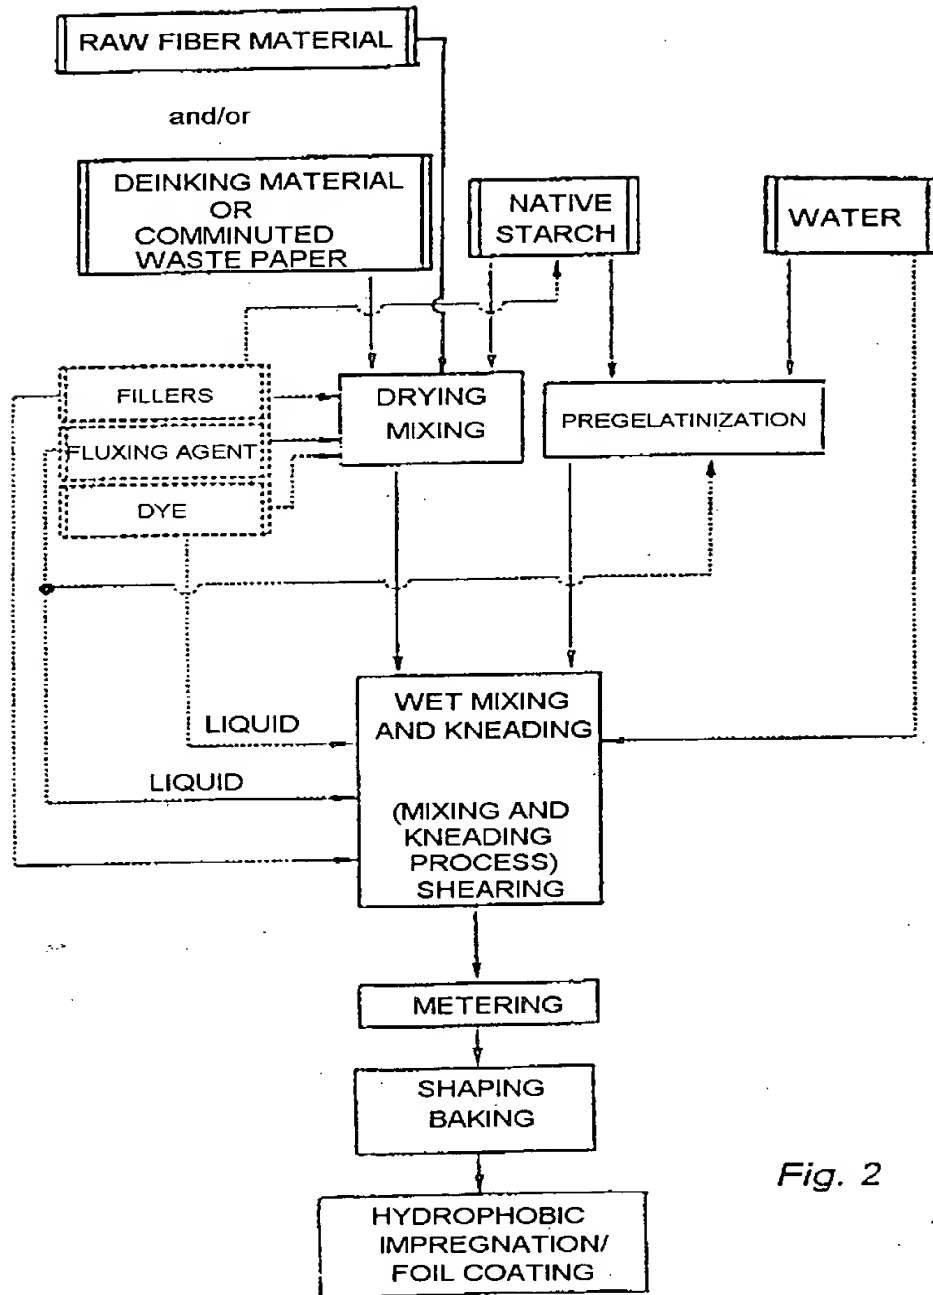 RAW FIBER MATERIAL
and/or
DEINKING MATERIAL
OR
COMMINUTED
WASTE PAPER
NATIVE
STARCH
WATER
FILLERS
FLUXING AGENT
DYE
DRYING
MIXING
PREGELATINIZATION
WET MIXING
AND KNEADING
(MIXING AND
KNEADING
PROCESS)
SHEARING
LIQUID
LIQUID
METERING
SHAPING
BAKING
Fig. 2
HYDROPHOBIC
IMPREGNATION/
FOIL COATING